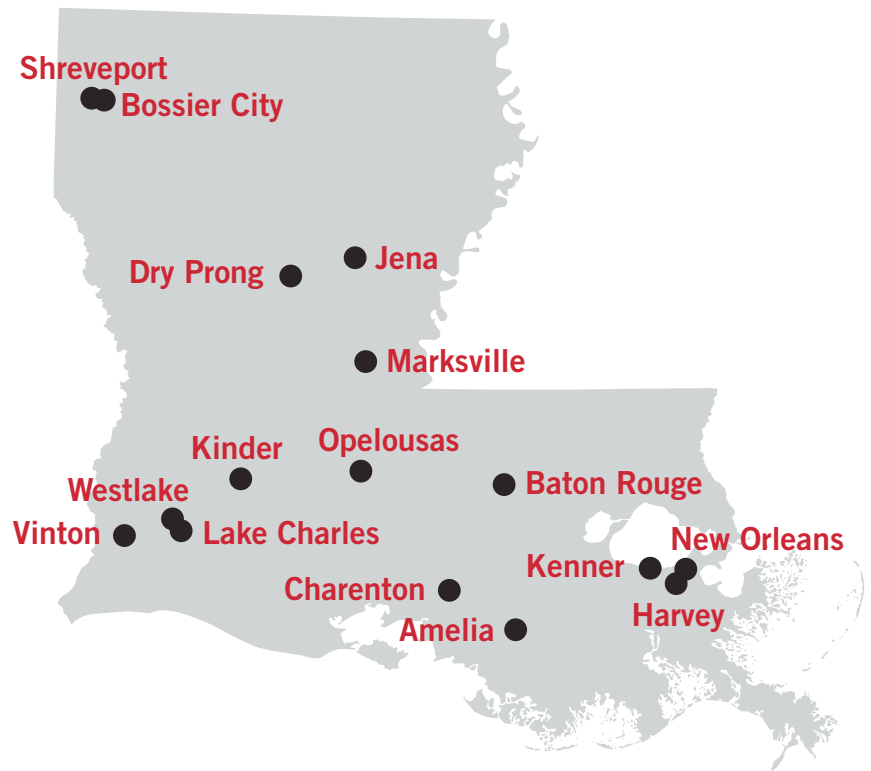 Shreveport
Bossier City
Jena
Dry Prong
Marksville
Opelousas
Kinder
Baton Rouge
Westlake
Vinton
Lake Charles
New Orleans
Kenner
Charenton
Harvey
Amelia